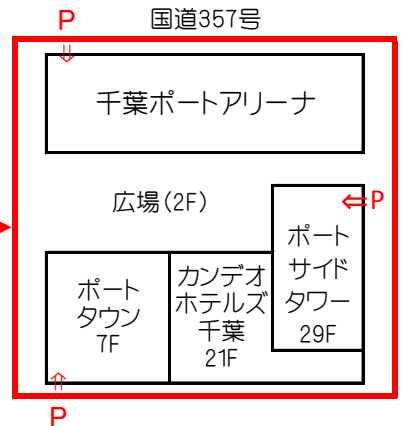 P
国道357号
千葉ポートアリーナ
広場(2F)
⇐P
ポート
サイド
タワー
29F
カンデオ
ホテルズ
千葉
21F
ポート
タウン
7F
P